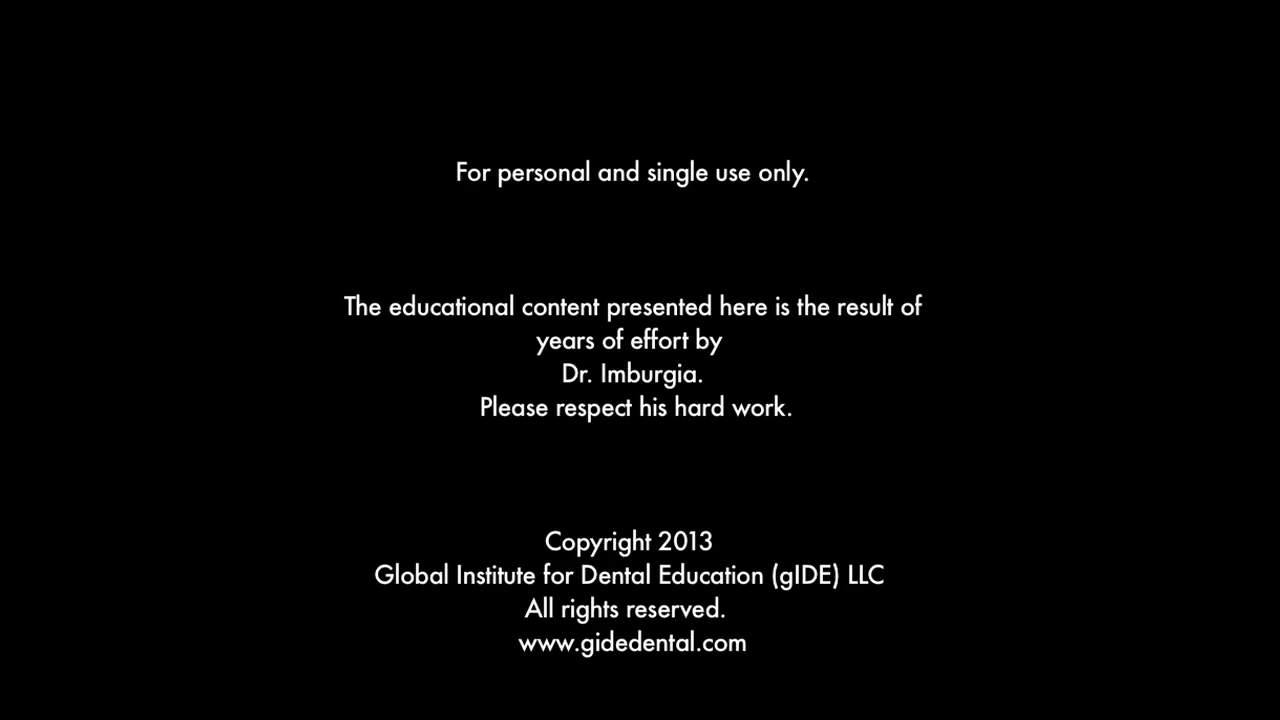 For personal and single use only.
The educational content presented here is the result of
years of effort by
Dr. Imburgia.
Please respect his hard work.
Copyright 2013
Global Institute for Dental Education (gIDE) LLC
All rights reserved.
www.gidedental.com